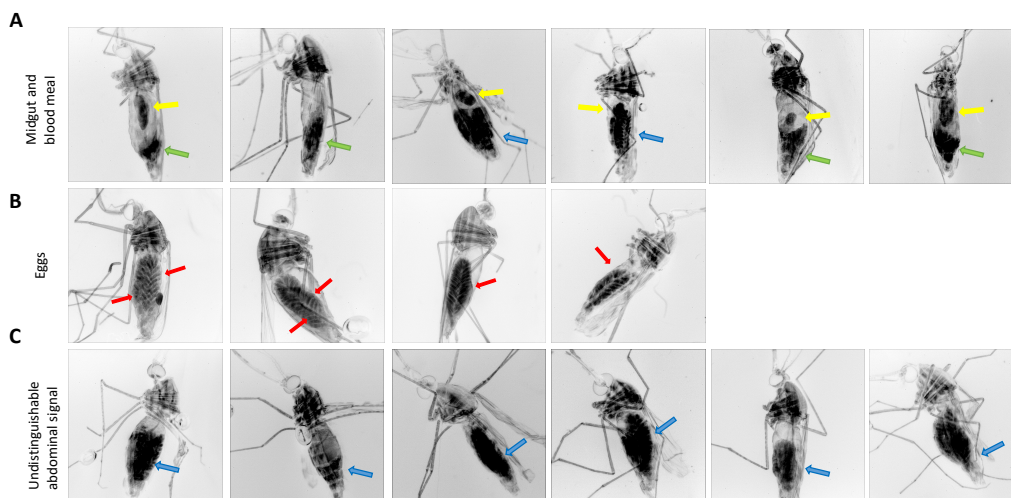 A
Midgut and
blood meal
B
Eggs
C
Undistinguishable
abdominal signal